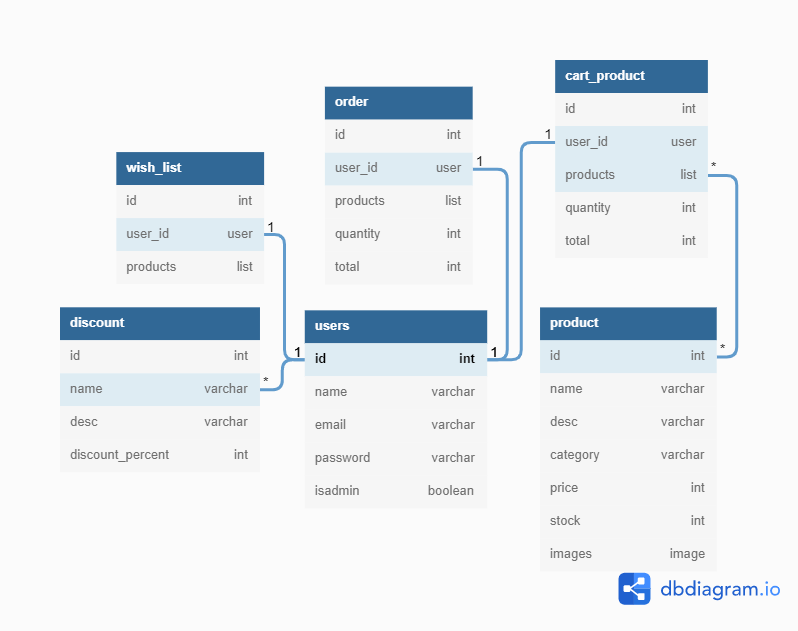 cart_product
id int
user_id user
products list
quantity int
total int
1
*
order
id int
user_id user
products list
quantity int
total int
1
wish_list
id int
user_id user
products list
1
discount
id int
name varchar
desc varchar
discount_percent int
*
users
1 id int 1
name varchar
email varchar
password varchar
isadmin boolean
product
id int
name varchar
desc varchar
category varchar
price int
stock int
images image
*
dbdiagram.io